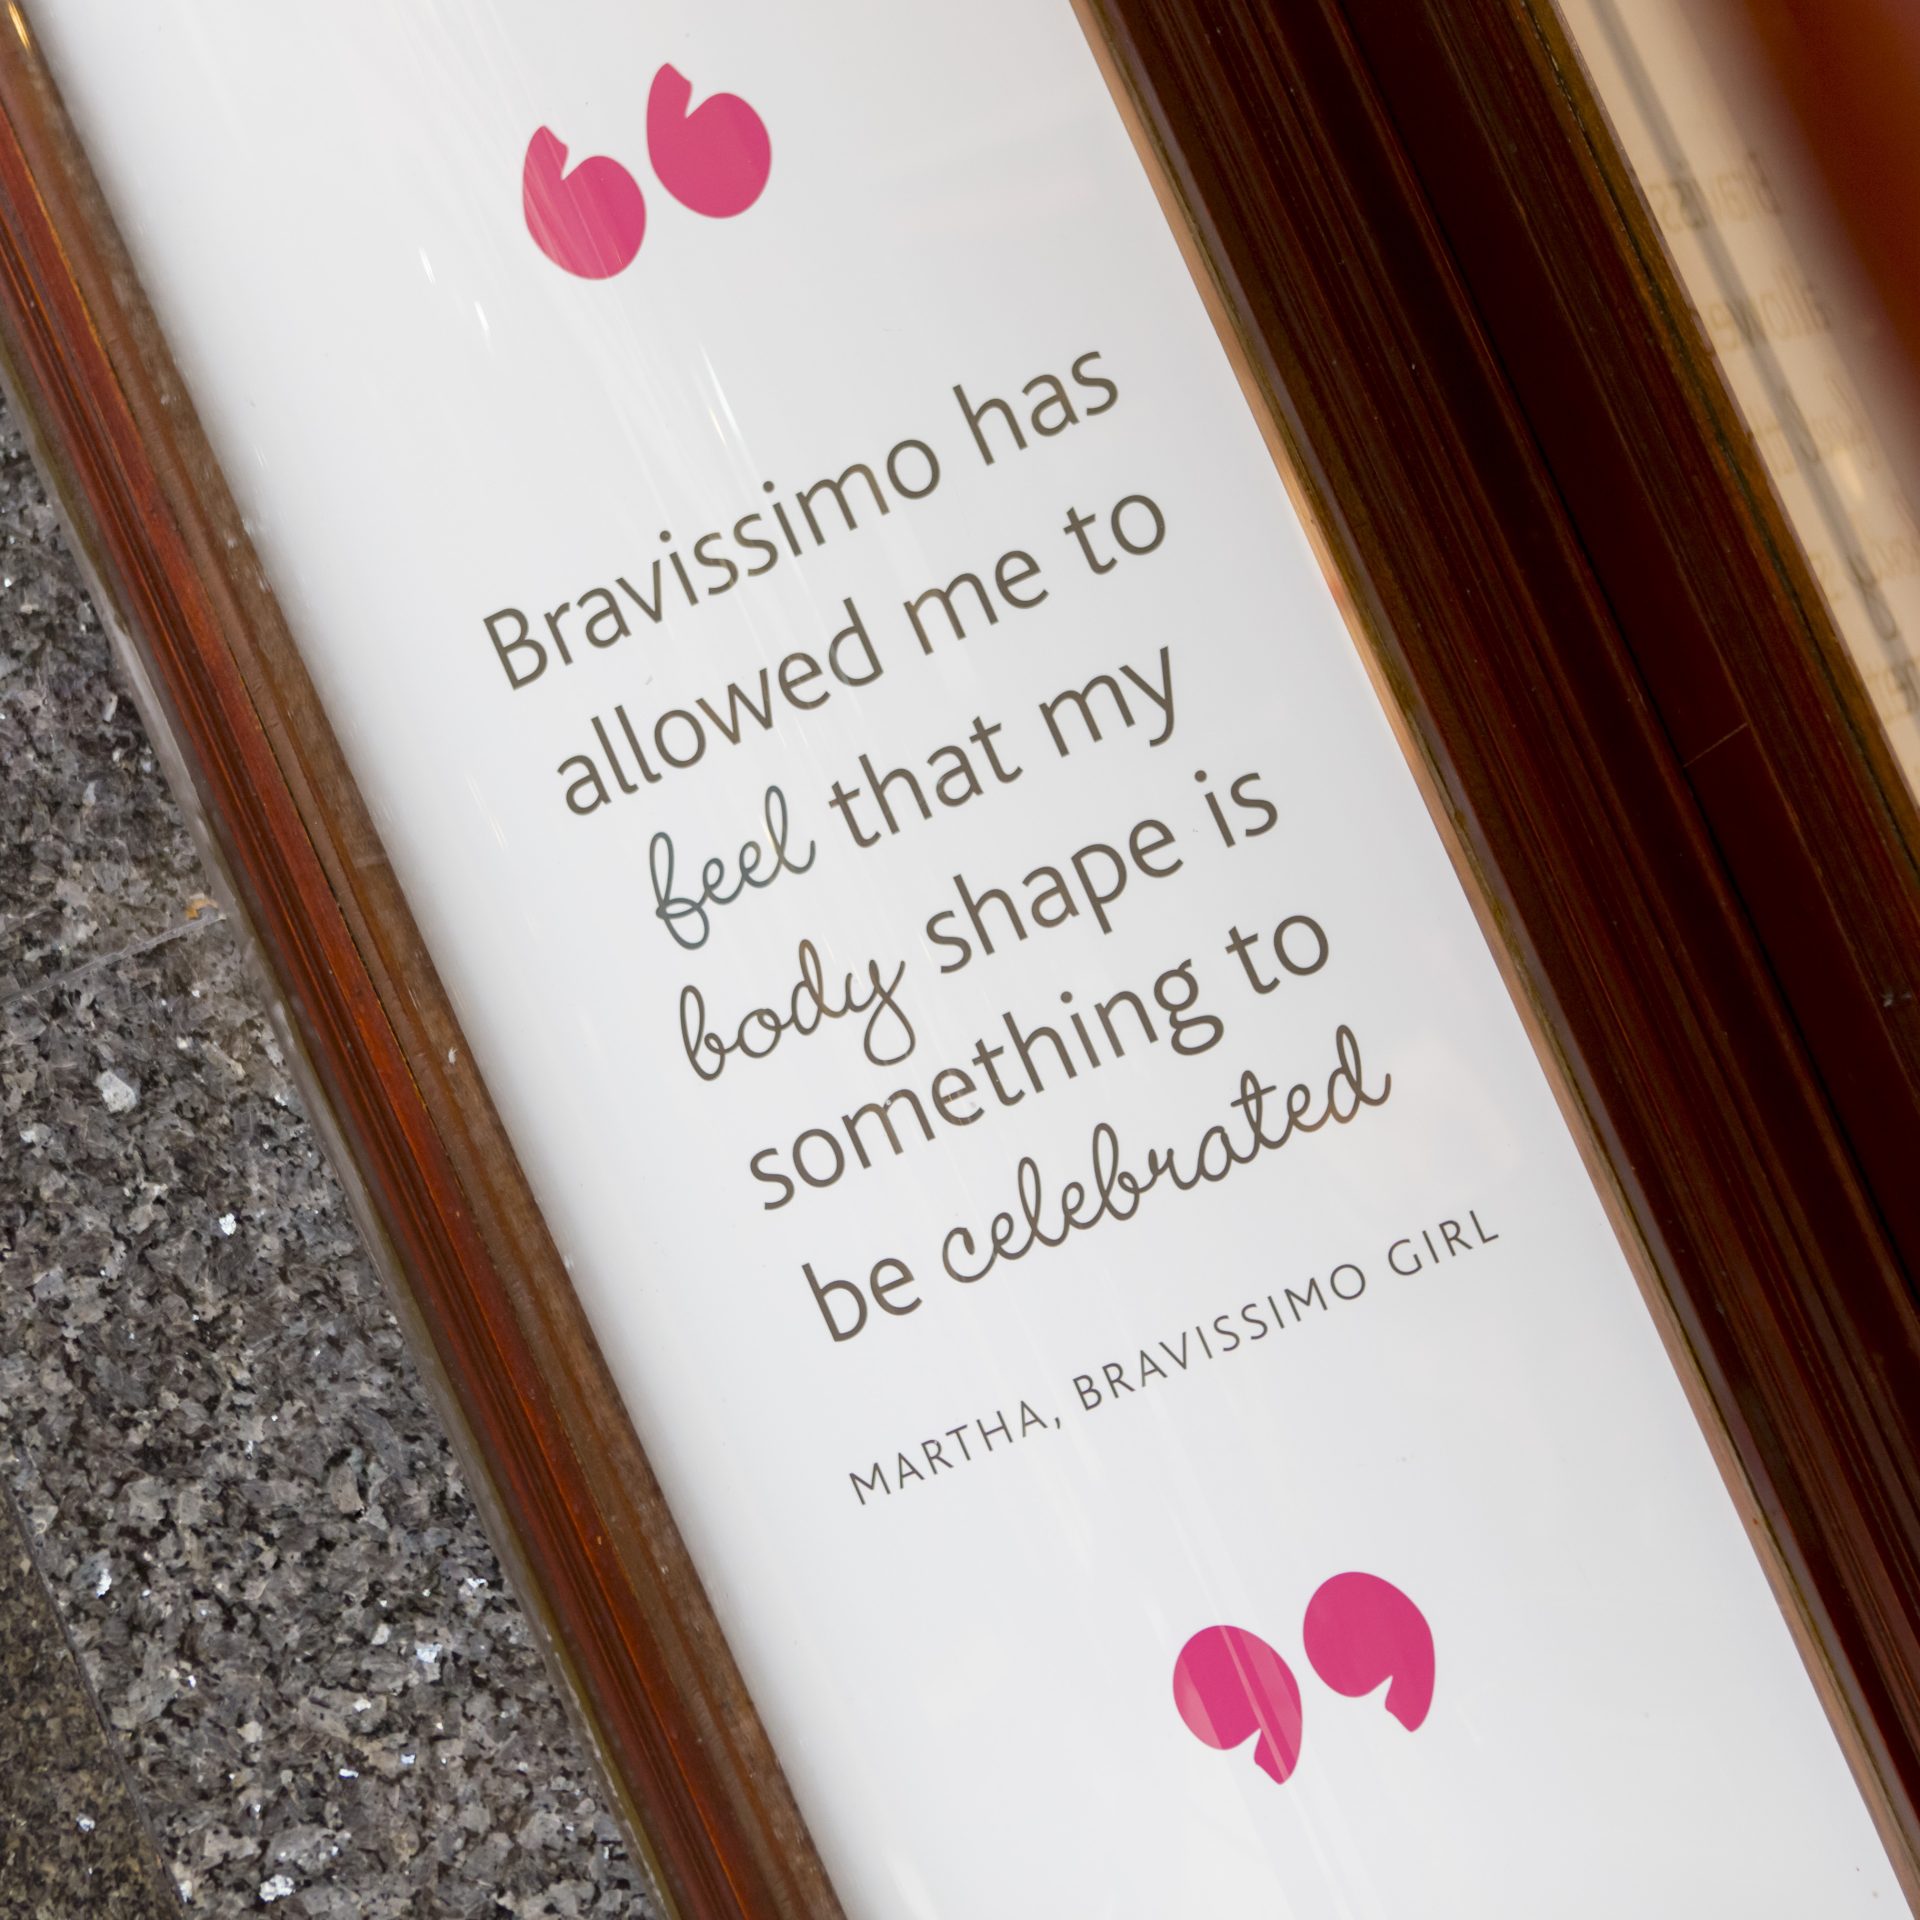 “
Bravissimo has
allowed me to
feel that my
body shape is
something to
be celebrated
MARTHA, BRAVISSIMO GIRL
”